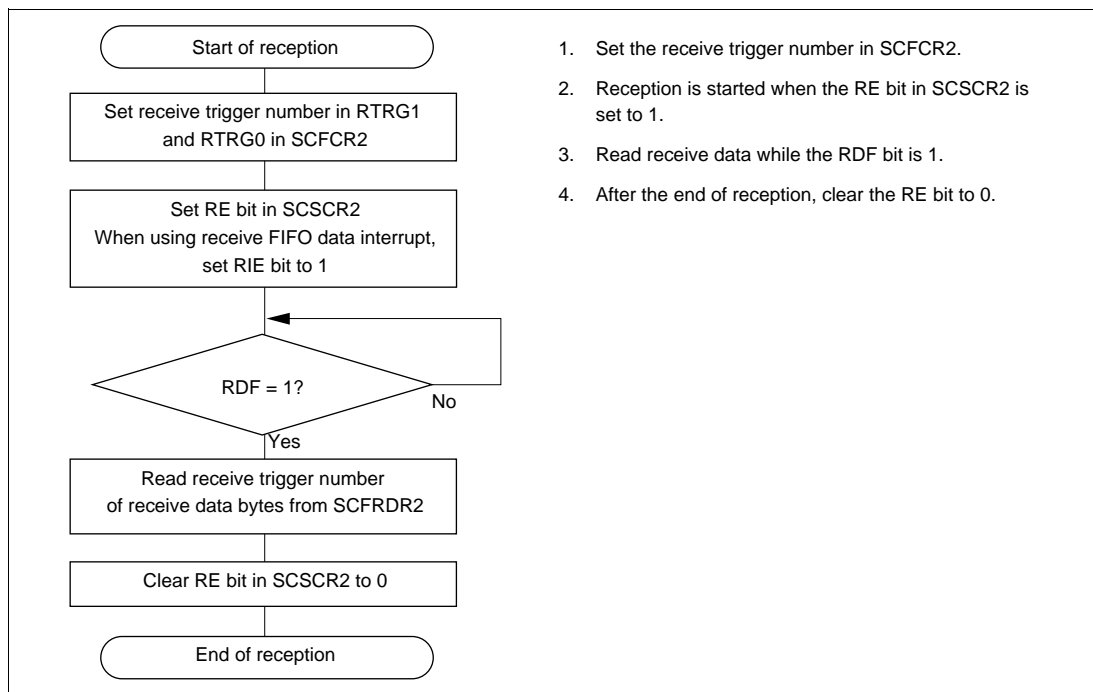 Start of reception
Set receive trigger number in RTRG1
and RTRG0 in SCFCR2
Set RE bit in SCSCR2
When using receive FIFO data interrupt,
set RIE bit to 1
RDF = 1?
No
Yes
Read receive trigger number
of receive data bytes from SCFRDR2
Clear RE bit in SCSCR2 to 0
End of reception
1. Set the receive trigger number in SCFCR2.
2. Reception is started when the RE bit in SCSCR2 is
set to 1.
3. Read receive data while the RDF bit is 1.
4. After the end of reception, clear the RE bit to 0.